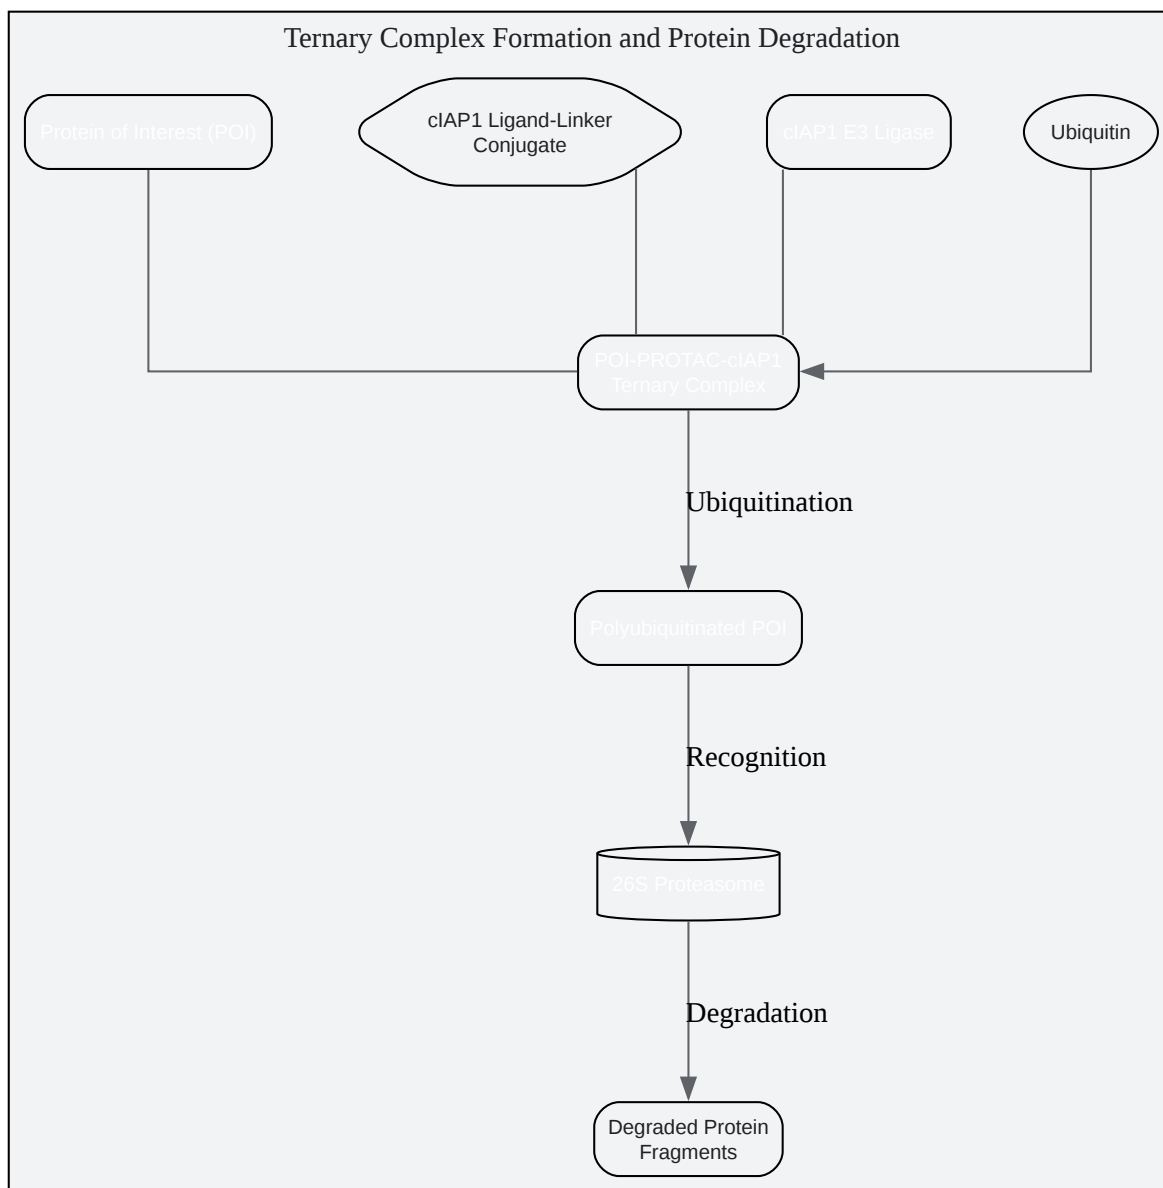 Ternary Complex Formation and Protein Degradation
Protein of Interest (POI)
cIAP1 Ligand-Linker
Conjugate
cIAP1 E3 Ligase
Ubiquitin
POI-PROTAC-cIAP1
Ternary Complex
Ubiquitination
Polyubiquitinated POI
Recognition
26S Proteasome
Degradation
Degraded Protein
Fragments